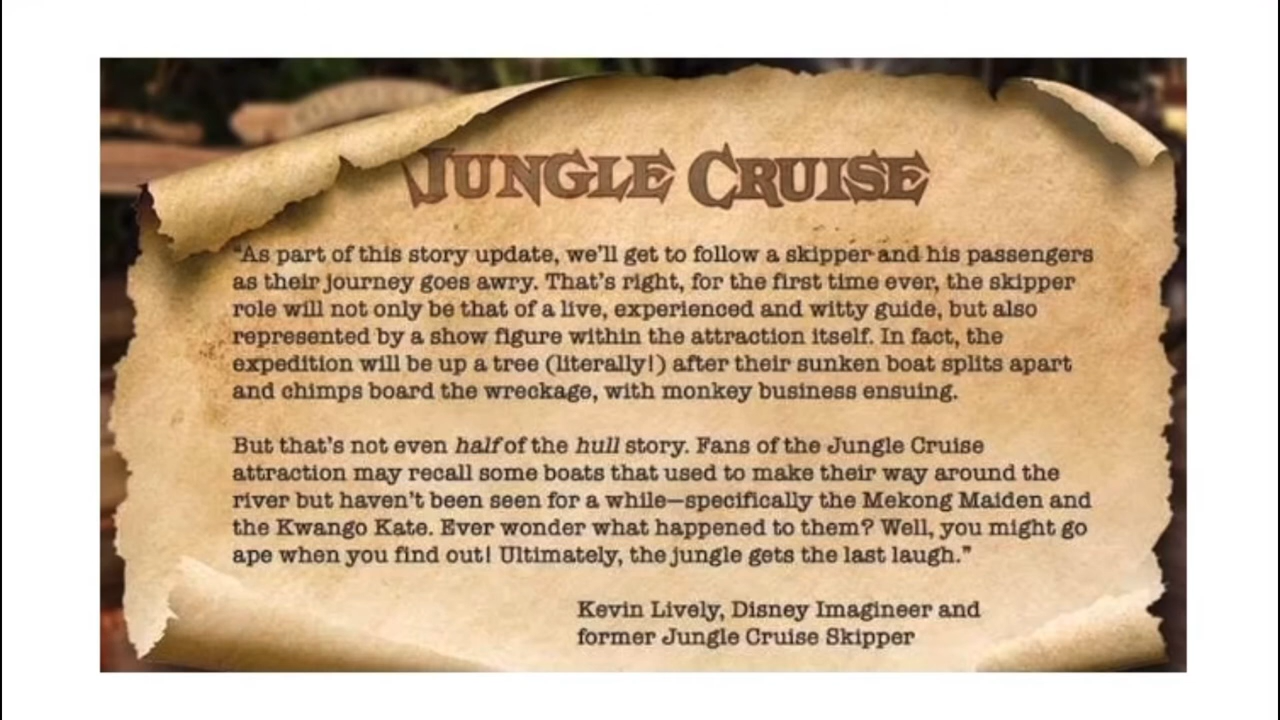 JUNGLE CRUISE
“As part of this story update, we’ll get to follow a skipper and his passengers
as their journey goes awry. That’s right, for the first time ever, the skipper
role will not only be that of a live, experienced and witty guide, but also
represented by a show figure within the attraction itself. In fact, the
expedition will be up a tree (literally!) after their sunken boat splits apart
and chimps board the wreckage, with monkey business ensuing.
But that’s not even half of the hull story. Fans of the Jungle Cruise
attraction may recall some boats that used to make their way around the
river but haven’t been seen for a while—specifically the Mekong Maiden and
the Kwango Kate. Ever wonder what happened to them? Well, you might go
ape when you find out! Ultimately, the jungle gets the last laugh.”
Kevin Lively, Disney Imagineer and
former Jungle Cruise Skipper